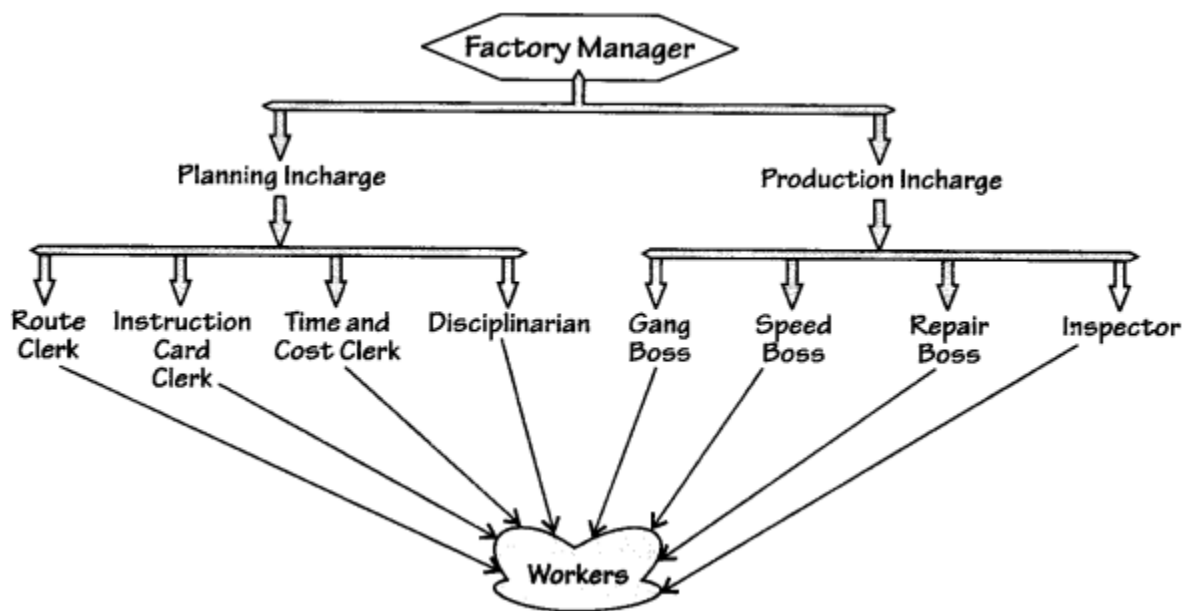 Factory Manager
Planning Incharge
Production Incharge
Route
Clerk
Instruction
Card
Clerk
Time and
Cost Clerk
Disciplinarian
Gang
Boss
Speed
Boss
Repair
Boss
Inspector
Workers